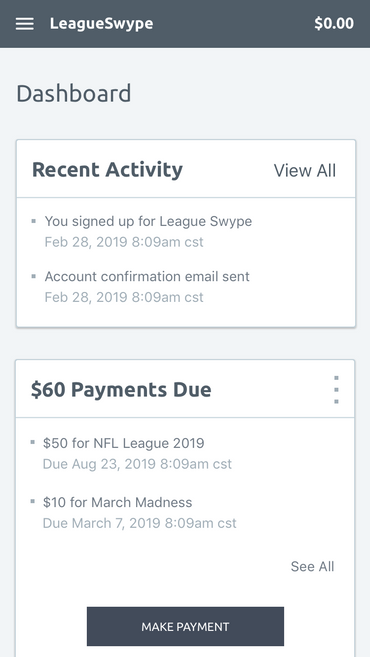 LeagueSwype $0.00
Dashboard
Recent Activity View All
You signed up for League Swype
Feb 28, 2019 8:09am cst
Account confirmation email sent
Feb 28, 2019 8:09am cst
$60 Payments Due
$50 for NFL League 2019
Due Aug 23, 2019 8:09am cst
$10 for March Madness
Due March 7, 2019 8:09am cst
See All
MAKE PAYMENT